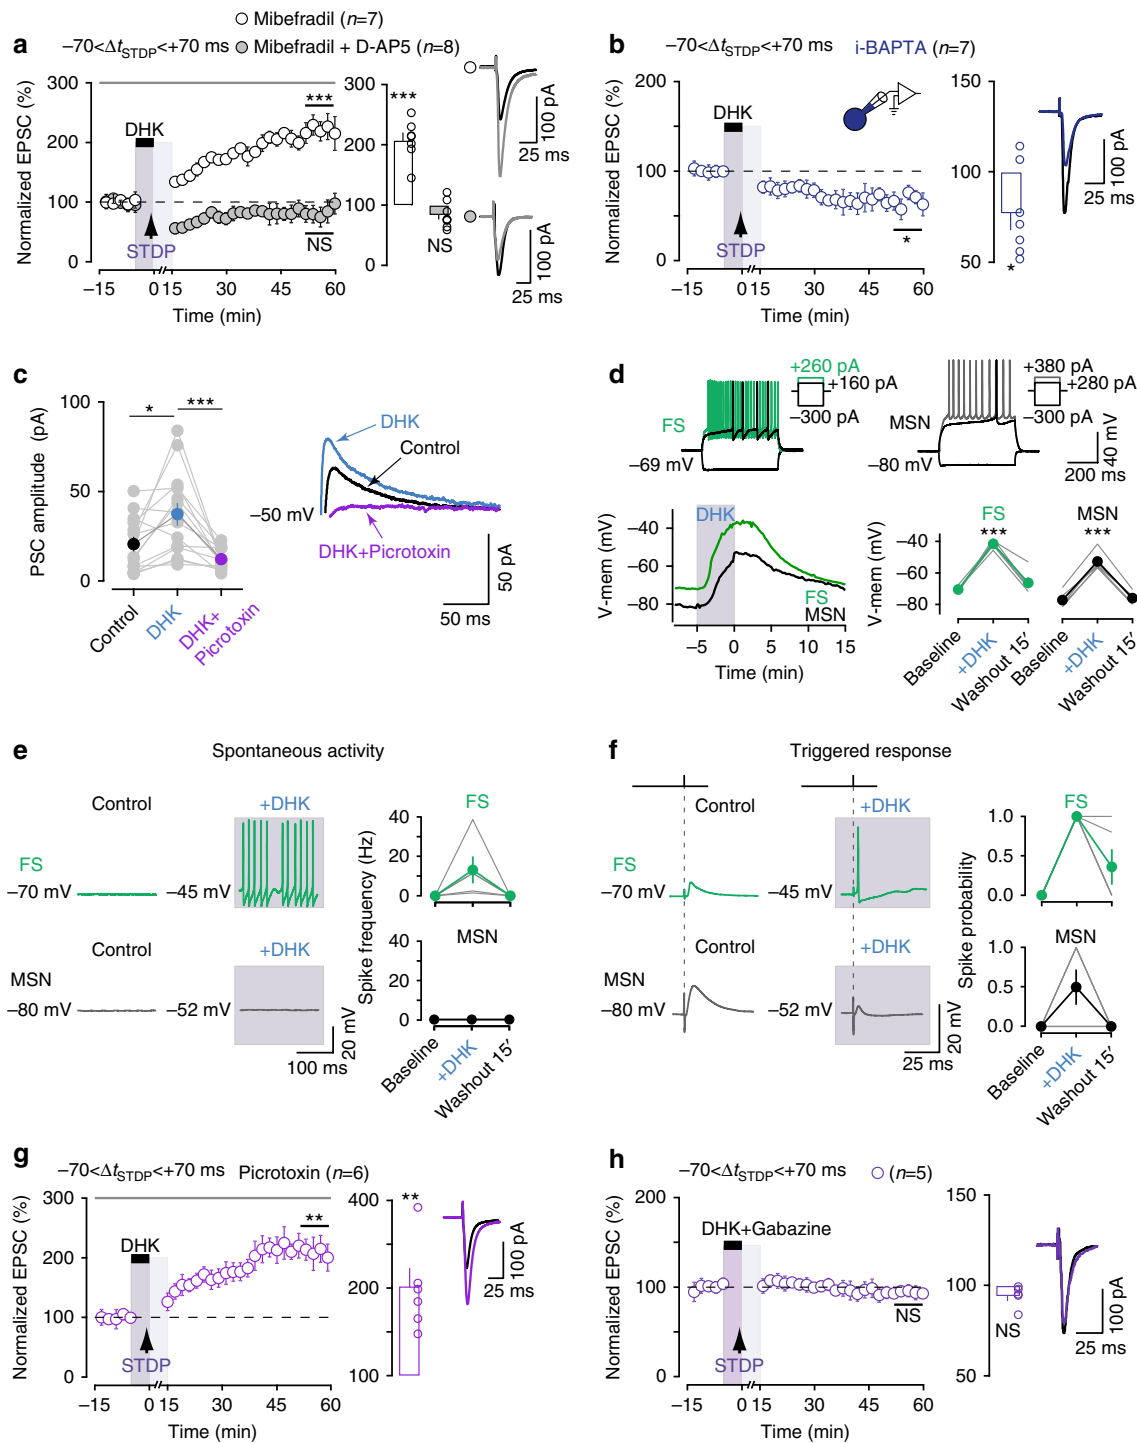 a
−70<Δt_STDP<+70 ms
Mibefradil (n=7)
Mibefradil + D-AP5 (n=8)
Normalized EPSC (%)
300
200
100
0
DHK
STDP
***
NS
−15 0 15 30 45 60
Time (min)
300
200
100
0
***
NS
100 pA
25 ms
100 pA
25 ms
b
−70<Δt_STDP<+70 ms
i-BAPTA (n=7)
Normalized EPSC (%)
200
100
0
DHK
STDP
*
−15 0 15 30 45 60
Time (min)
150
100
50
*
100 pA
25 ms
c
PSC amplitude (pA)
100
50
0
*
***
Control
DHK
DHK+
Picrotoxin
DHK
Control
−50 mV
DHK+Picrotoxin
50 pA
50 ms
d
FS
−69 mV
+260 pA
+160 pA
−300 pA
MSN
−80 mV
+380 pA
+280 pA
−300 pA
40 mV
200 ms
V-mem (mV)
−40
−60
−80
DHK
FS
MSN
−5 0 5 10 15
Time (min)
V-mem (mV)
−40
−60
−80
FS
***
MSN
***
Baseline
+DHK
Washout 15′
Baseline
+DHK
Washout 15′
e
Spontaneous activity
Control
+DHK
FS
−70 mV
−45 mV
Control
+DHK
MSN
−80 mV
−52 mV
20 mV
100 ms
Spike frequency (Hz)
FS
40
20
0
MSN
40
20
0
Baseline
+DHK
Washout 15′
f
Triggered response
Control
+DHK
FS
−70 mV
−45 mV
Control
+DHK
MSN
−80 mV
−52 mV
20 mV
25 ms
Spike probability
FS
1.0
0.5
0.0
MSN
1.0
0.5
0.0
Baseline
+DHK
Washout 15′
g
−70<Δt_STDP<+70 ms
Picrotoxin (n=6)
Normalized EPSC (%)
300
200
100
0
DHK
STDP
**
−15 0 15 30 45 60
Time (min)
400
200
100
**
100 pA
25 ms
h
−70<Δt_STDP<+70 ms
(n=5)
Normalized EPSC (%)
200
100
0
DHK+Gabazine
STDP
NS
−15 0 15 30 45 60
Time (min)
150
100
50
NS
100 pA
25 ms